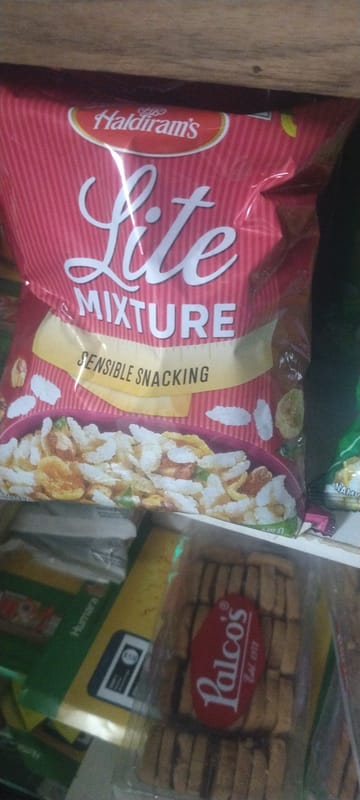 Haldiram's
Lite
MIXTURE
SENSIBLE SNACKING
Palco's